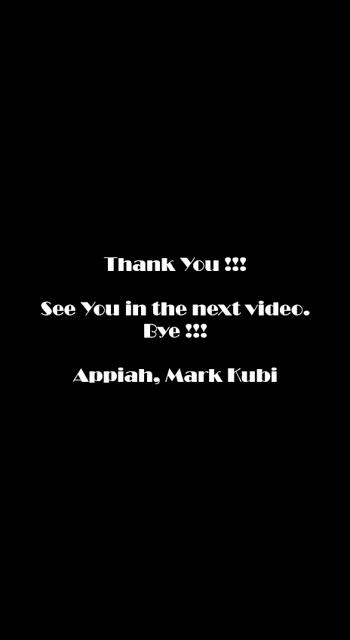 Thank You !!!
See You in the next video.
Bye !!!
Appiah, Mark Kubi